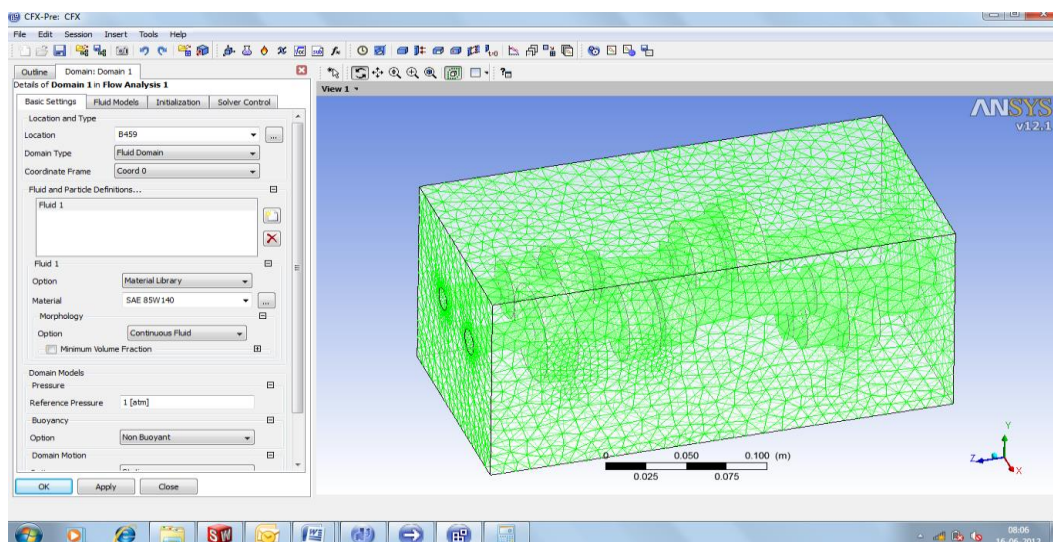 CFX-Pre: CFX
File Edit Session Insert Tools Help
Outline Domain: Domain 1
Details of Domain 1 in Flow Analysis 1
Basic Settings Fluid Models Initialization Solver Control
Location and Type
Location B459
Domain Type Fluid Domain
Coordinate Frame Coord 0
Fluid and Particle Definitions...
Fluid 1
Fluid 1
Option Material Library
Material SAE 85W140
Morphology
Option Continuous Fluid
Minimum Volume Fraction
Domain Models
Pressure
Reference Pressure 1 [atm]
Buoyancy
Option Non Buoyant
Domain Motion
OK Apply Close
View 1
ANSYS
v12.1
0 0.050 0.100 (m)
0.025 0.075
Y
Z
X
08:06
16-06-2012